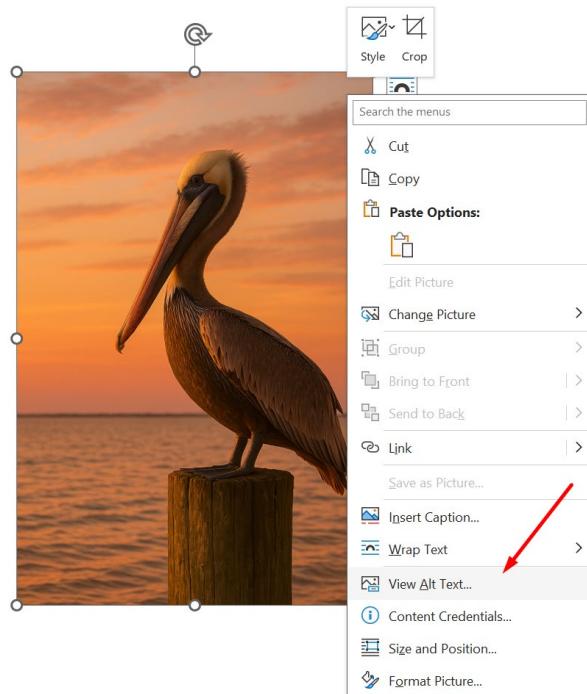 Style Crop
Search the menus
Cut
Copy
Paste Options:
Edit Picture
Change Picture
Group
Bring to Front
Send to Back
Link
Save as Picture...
Insert Caption...
Wrap Text
View Alt Text...
Content Credentials...
Size and Position...
Format Picture...